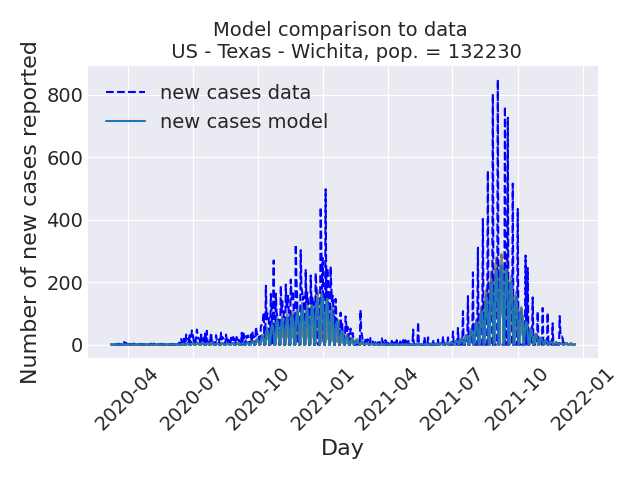 Model comparison to data
US - Texas - Wichita, pop. = 132230
Number of new cases reported
800
600
400
200
0
new cases data
new cases model
2020-04
2020-07
2020-10
2021-01
2021-04
2021-07
2021-10
2022-01
Day